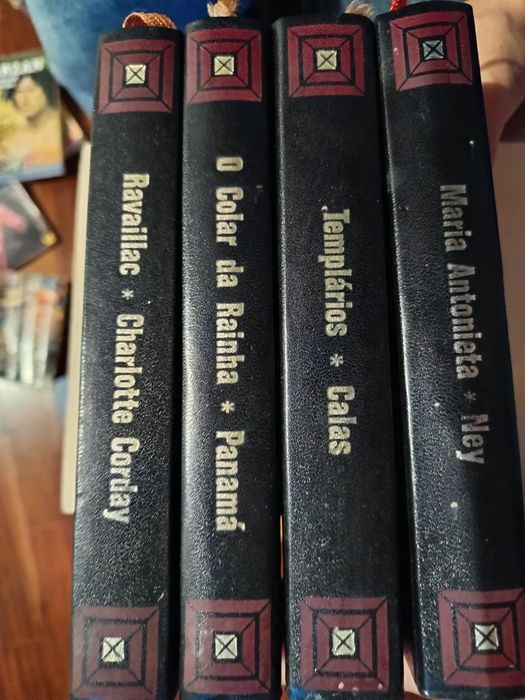 Ravaillac * Charlotte Corday
O Colar da Rainha * Panamá
Templários * Calas
Maria Antonieta * Ney